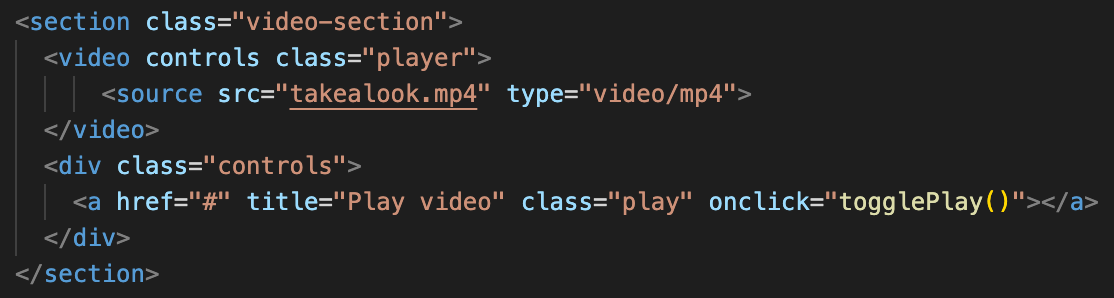 <section class="video-section">
<video controls class="player">
<source src="takealook.mp4" type="video/mp4">
</video>
<div class="controls">
<a href="#" title="Play video" class="play" onclick="togglePlay()"></a>
</div>
</section>